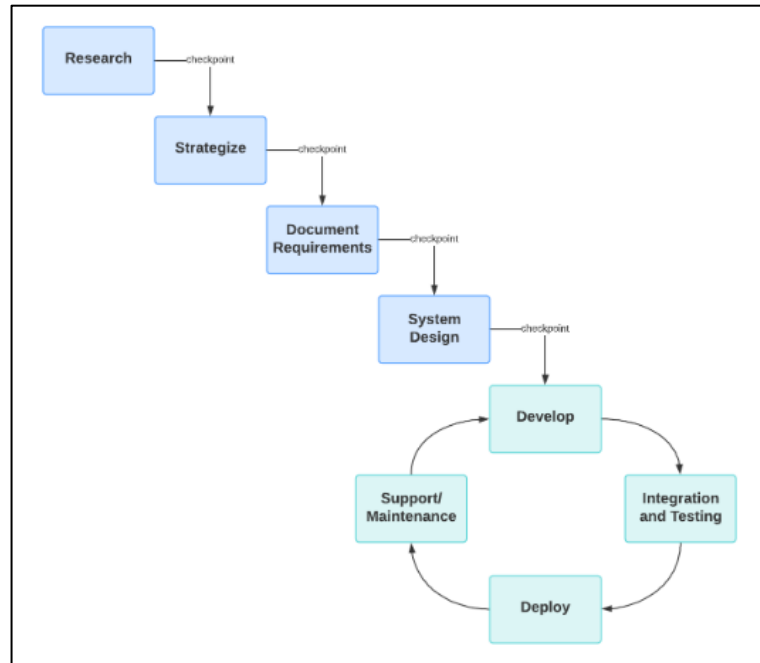 Research
checkpoint
Strategize
checkpoint
Document
Requirements
checkpoint
System
Design
checkpoint
Develop
Support/
Maintenance
Integration
and Testing
Deploy